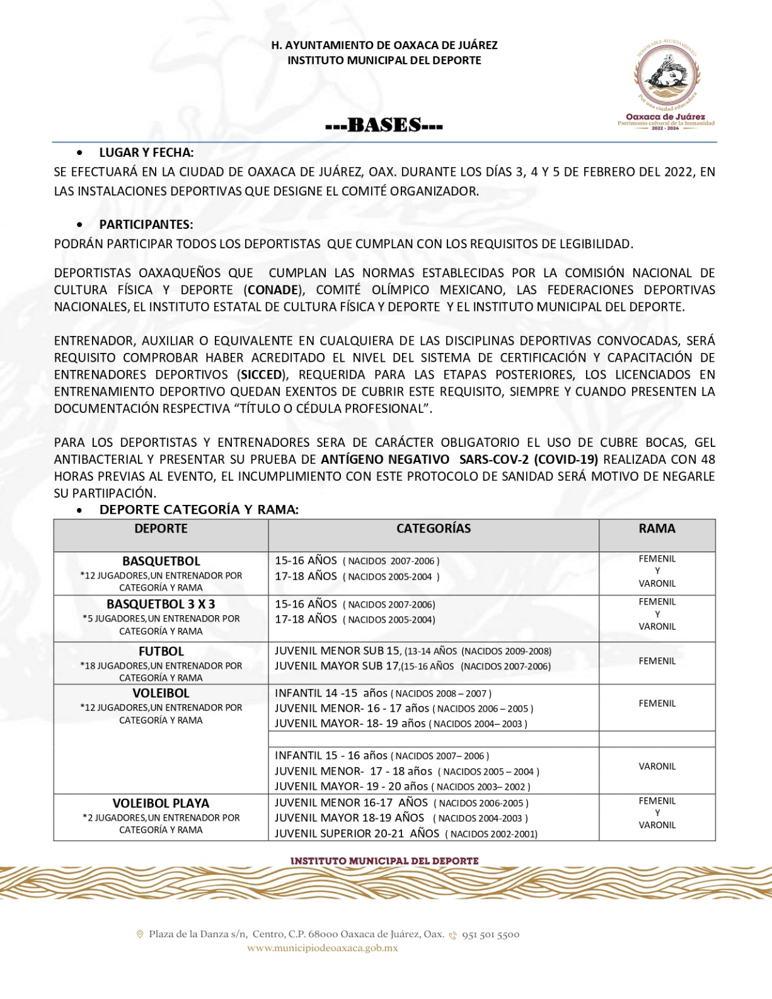 H. AYUNTAMIENTO DE OAXACA DE JUÁREZ
INSTITUTO MUNICIPAL DEL DEPORTE
HONORABLE AYUNTAMIENTO
Por una ciudad educadora
Oaxaca de Juárez
Patrimonio cultural de la humanidad
2022 - 2024
---BASES---
• LUGAR Y FECHA:
SE EFECTUARÁ EN LA CIUDAD DE OAXACA DE JUÁREZ, OAX. DURANTE LOS DÍAS 3, 4 Y 5 DE FEBRERO DEL 2022, EN
LAS INSTALACIONES DEPORTIVAS QUE DESIGNE EL COMITÉ ORGANIZADOR.
• PARTICIPANTES:
PODRÁN PARTICIPAR TODOS LOS DEPORTISTAS QUE CUMPLAN CON LOS REQUISITOS DE LEGIBILIDAD.
DEPORTISTAS OAXAQUEÑOS QUE CUMPLAN LAS NORMAS ESTABLECIDAS POR LA COMISIÓN NACIONAL DE
CULTURA FÍSICA Y DEPORTE (CONADE), COMITÉ OLÍMPICO MEXICANO, LAS FEDERACIONES DEPORTIVAS
NACIONALES, EL INSTITUTO ESTATAL DE CULTURA FÍSICA Y DEPORTE Y EL INSTITUTO MUNICIPAL DEL DEPORTE.
ENTRENADOR, AUXILIAR O EQUIVALENTE EN CUALQUIERA DE LAS DISCIPLINAS DEPORTIVAS CONVOCADAS, SERÁ
REQUISITO COMPROBAR HABER ACREDITADO EL NIVEL DEL SISTEMA DE CERTIFICACIÓN Y CAPACITACIÓN DE
ENTRENADORES DEPORTIVOS (SICCED), REQUERIDA PARA LAS ETAPAS POSTERIORES, LOS LICENCIADOS EN
ENTRENAMIENTO DEPORTIVO QUEDAN EXENTOS DE CUBRIR ESTE REQUISITO, SIEMPRE Y CUANDO PRESENTEN LA
DOCUMENTACIÓN RESPECTIVA “TÍTULO O CÉDULA PROFESIONAL”.
PARA LOS DEPORTISTAS Y ENTRENADORES SERA DE CARÁCTER OBLIGATORIO EL USO DE CUBRE BOCAS, GEL
ANTIBACTERIAL Y PRESENTAR SU PRUEBA DE ANTÍGENO NEGATIVO SARS-COV-2 (COVID-19) REALIZADA CON 48
HORAS PREVIAS AL EVENTO, EL INCUMPLIMIENTO CON ESTE PROTOCOLO DE SANIDAD SERÁ MOTIVO DE NEGARLE
SU PARTIIPACIÓN.
• DEPORTE CATEGORÍA Y RAMA:
DEPORTE CATEGORÍAS RAMA
BASQUETBOL
*12 JUGADORES,UN ENTRENADOR POR
CATEGORÍA Y RAMA
15-16 AÑOS ( NACIDOS 2007-2006 )
17-18 AÑOS ( NACIDOS 2005-2004 )
FEMENIL
Y
VARONIL
BASQUETBOL 3 X 3
*5 JUGADORES,UN ENTRENADOR POR
CATEGORÍA Y RAMA
15-16 AÑOS ( NACIDOS 2007-2006)
17-18 AÑOS ( NACIDOS 2005-2004)
FEMENIL
Y
VARONIL
FUTBOL
*18 JUGADORES,UN ENTRENADOR POR
CATEGORÍA Y RAMA
JUVENIL MENOR SUB 15, (13-14 AÑOS (NACIDOS 2009-2008)
JUVENIL MAYOR SUB 17,(15-16 AÑOS (NACIDOS 2007-2006)
FEMENIL
VOLEIBOL
*12 JUGADORES,UN ENTRENADOR POR
CATEGORÍA Y RAMA
INFANTIL 14 -15 años ( NACIDOS 2008 – 2007 )
JUVENIL MENOR- 16 - 17 años ( NACIDOS 2006 – 2005 )
JUVENIL MAYOR- 18- 19 años ( NACIDOS 2004– 2003 )
FEMENIL
INFANTIL 15 - 16 años ( NACIDOS 2007– 2006 )
JUVENIL MENOR- 17 - 18 años ( NACIDOS 2005 – 2004 )
JUVENIL MAYOR- 19 - 20 años ( NACIDOS 2003– 2002 )
VARONIL
VOLEIBOL PLAYA
*2 JUGADORES,UN ENTRENADOR POR
CATEGORÍA Y RAMA
JUVENIL MENOR 16-17 AÑOS ( NACIDOS 2006-2005 )
JUVENIL MAYOR 18-19 AÑOS ( NACIDOS 2004-2003 )
JUVENIL SUPERIOR 20-21 AÑOS ( NACIDOS 2002-2001)
FEMENIL
Y
VARONIL
INSTITUTO MUNICIPAL DEL DEPORTE
Plaza de la Danza s/n, Centro, C.P. 68000 Oaxaca de Juárez, Oax. 951 501 5500
www.municipiodeoaxaca.gob.mx